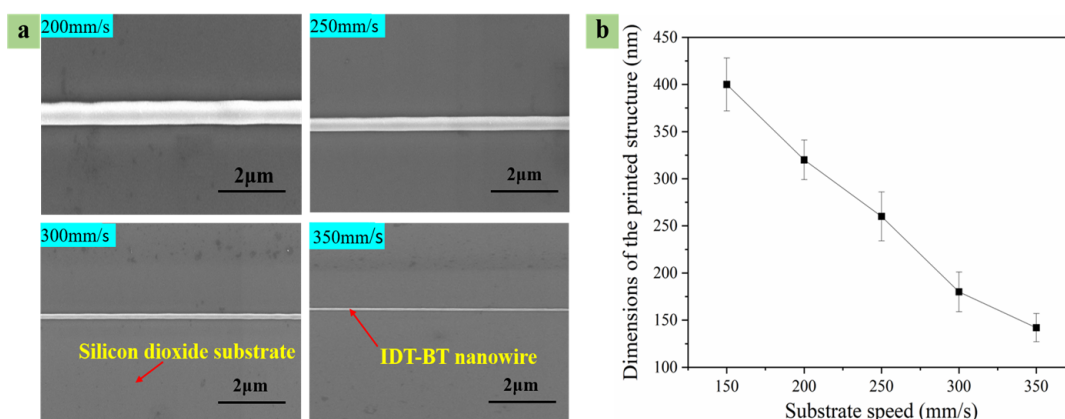 a
200mm/s
2μm
250mm/s
2μm
300mm/s
Silicon dioxide substrate
2μm
350mm/s
IDT-BT nanowire
2μm
b
Dimensions of the printed structure (nm)
450
400
350
300
250
200
150
100
150 200 250 300 350
Substrate speed (mm/s)